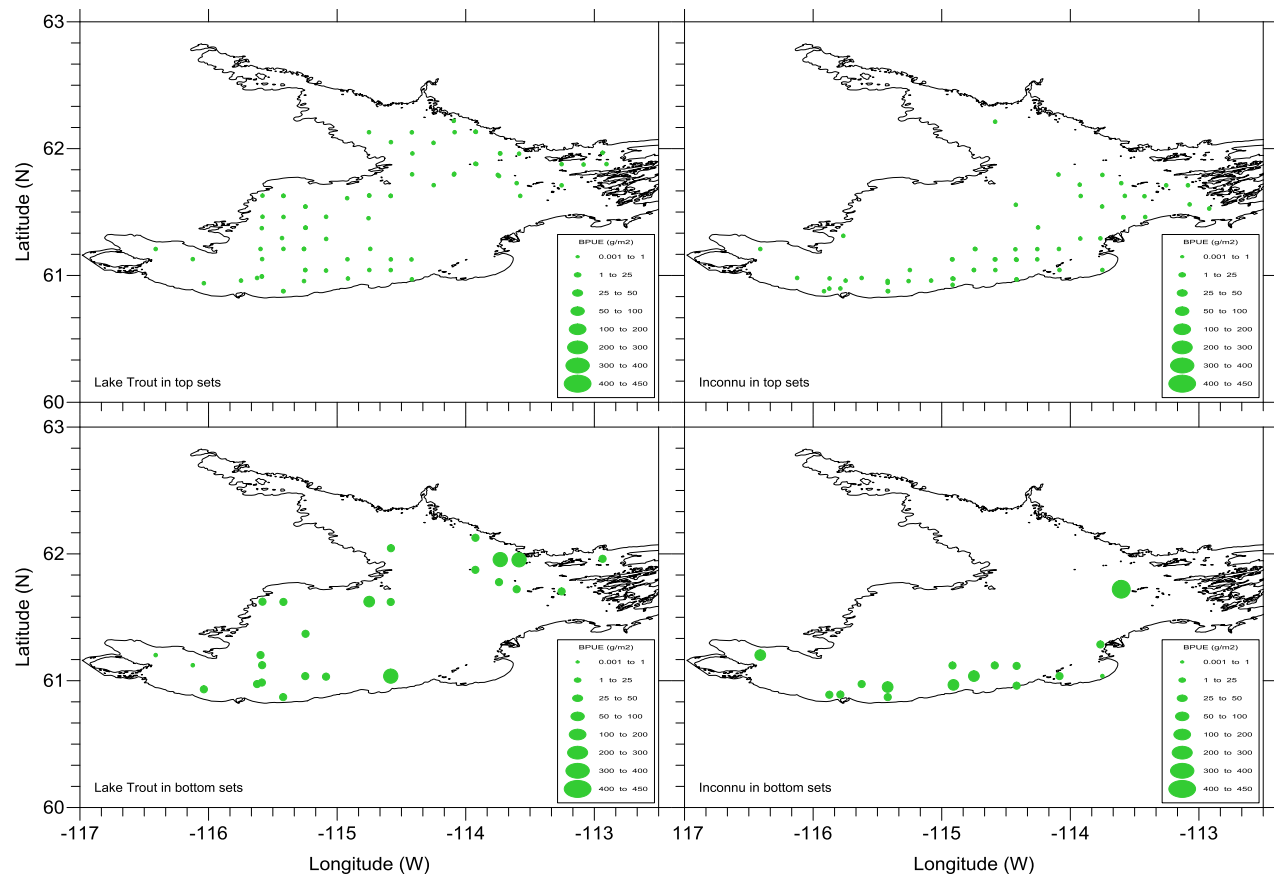 63
62
61
60
Latitude (N)
BPUE (g/m2)
0.001 to 1
1 to 25
25 to 50
50 to 100
100 to 200
200 to 300
300 to 400
400 to 450
Lake Trout in top sets
BPUE (g/m2)
0.001 to 1
1 to 25
25 to 50
50 to 100
100 to 200
200 to 300
300 to 400
400 to 450
Inconnu in top sets
63
62
61
60
Latitude (N)
BPUE (g/m2)
0.001 to 1
1 to 25
25 to 50
50 to 100
100 to 200
200 to 300
300 to 400
400 to 450
Lake Trout in bottom sets
BPUE (g/m2)
0.001 to 1
1 to 25
25 to 50
50 to 100
100 to 200
200 to 300
300 to 400
400 to 450
Inconnu in bottom sets
-117 -116 -115 -114 -113
-116 -115 -114 -113
Longitude (W)
Longitude (W)